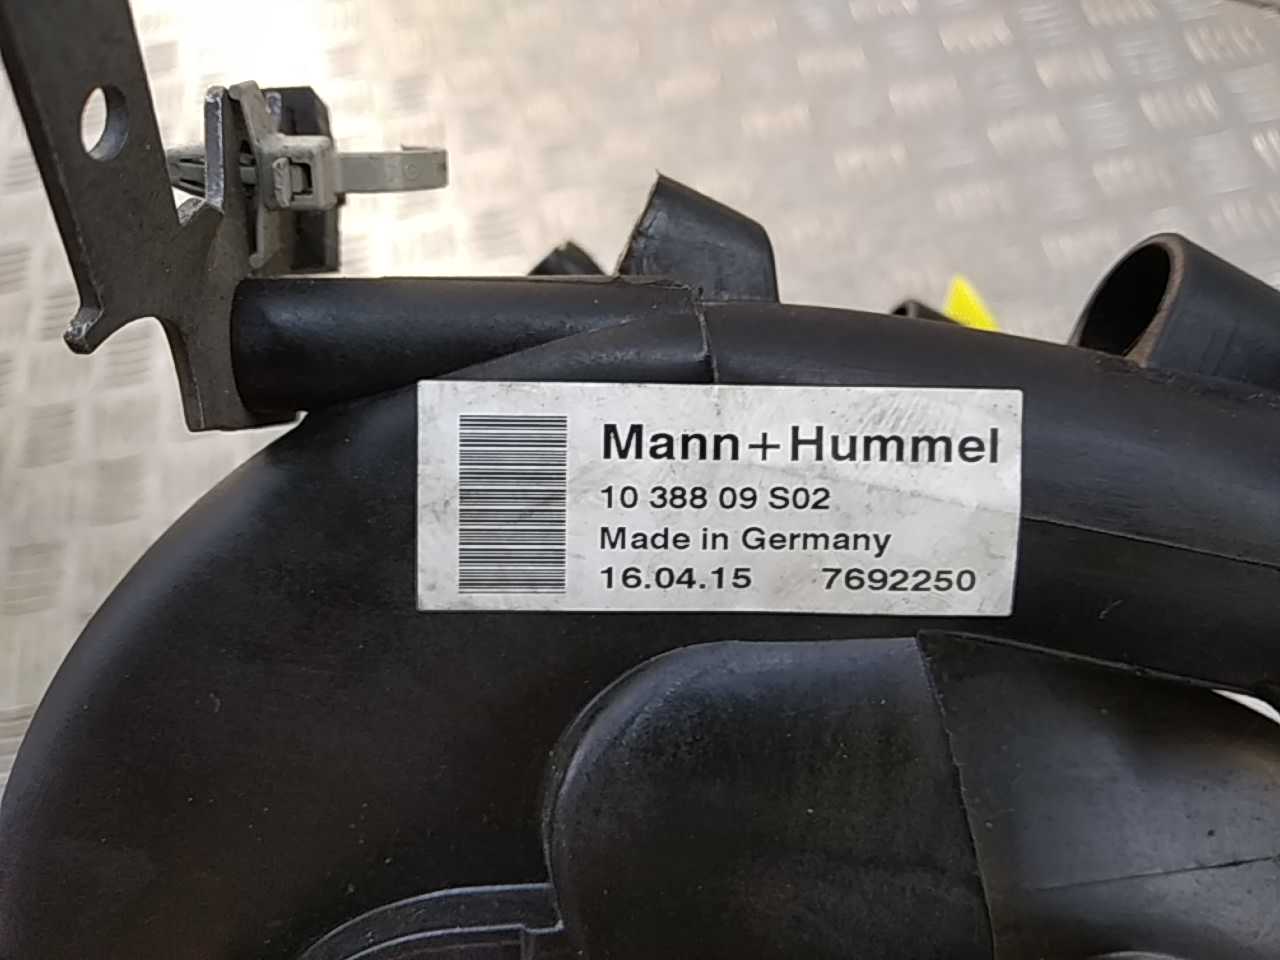 Mann+Hummel
10 388 09 S02
Made in Germany
16.04.15 7692250